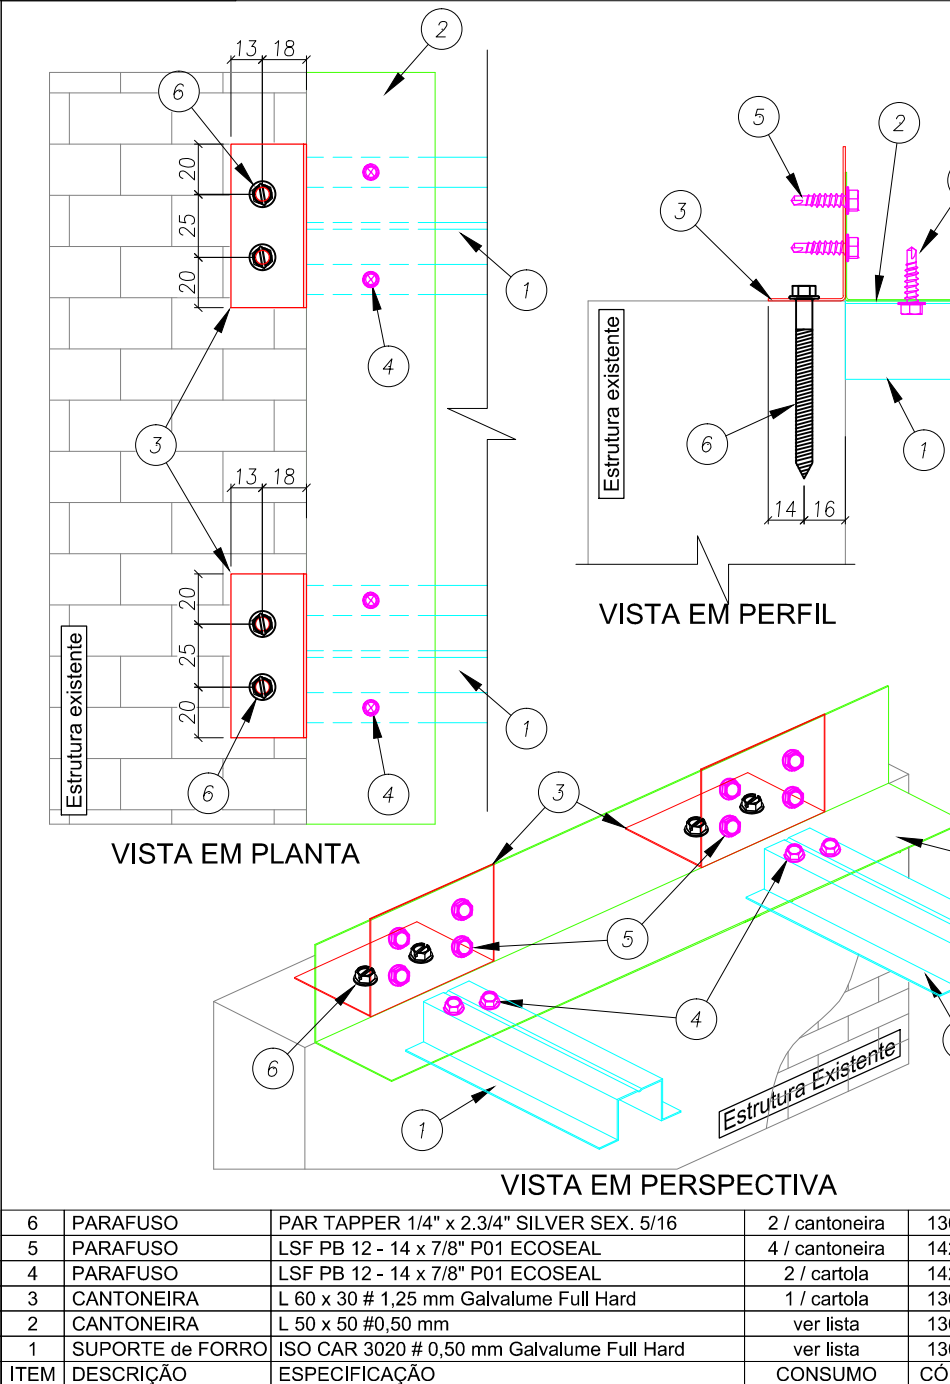 2
13 18
6
20
25
20
1
4
3
13 18
20
25
20
Estrutura existente
1
6
4
VISTA EM PLANTA
5
2
3
Estrutura existente
6
1
14 16
VISTA EM PERFIL
3
5
4
6
1
Estrutura Existente
VISTA EM PERSPECTIVA
6 PARAFUSO PAR TAPPER 1/4" x 2.3/4" SILVER SEX. 5/16 2 / cantoneira
5 PARAFUSO LSF PB 12 - 14 x 7/8" P01 ECOSEAL 4 / cantoneira
4 PARAFUSO LSF PB 12 - 14 x 7/8" P01 ECOSEAL 2 / cartola
3 CANTONEIRA L 60 x 30 # 1,25 mm Galvalume Full Hard 1 / cartola
2 CANTONEIRA L 50 x 50 #0,50 mm ver lista
1 SUPORTE de FORRO ISO CAR 3020 # 0,50 mm Galvalume Full Hard ver lista
ITEM DESCRIÇÃO ESPECIFICAÇÃO CONSUMO